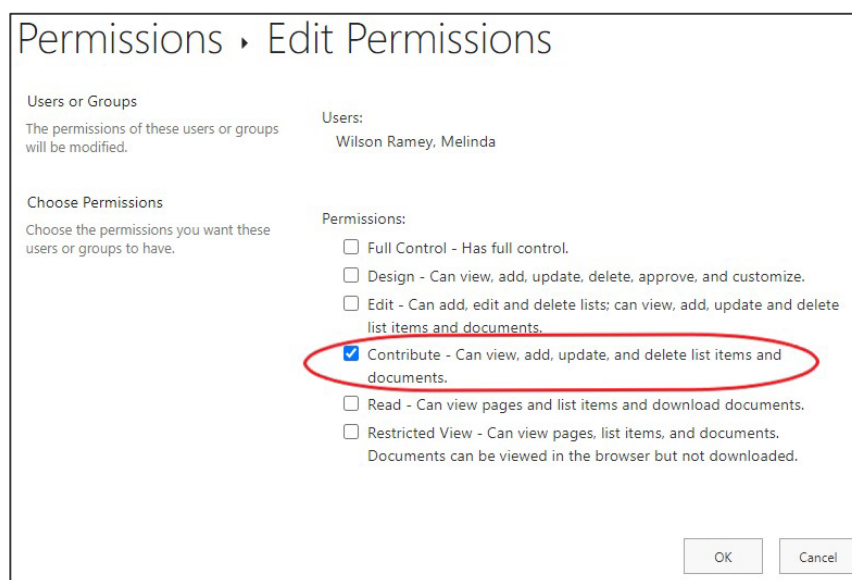 Permissions ▸ Edit Permissions
Users or Groups
The permissions of these users or groups
will be modified.
Users:
Wilson Ramey, Melinda
Choose Permissions
Choose the permissions you want these
users or groups to have.
Permissions:
Full Control - Has full control.
Design - Can view, add, update, delete, approve, and customize.
Edit - Can add, edit and delete lists; can view, add, update and delete
list items and documents.
Contribute - Can view, add, update, and delete list items and
documents.
Read - Can view pages and list items and download documents.
Restricted View - Can view pages, list items, and documents.
Documents can be viewed in the browser but not downloaded.
OK
Cancel